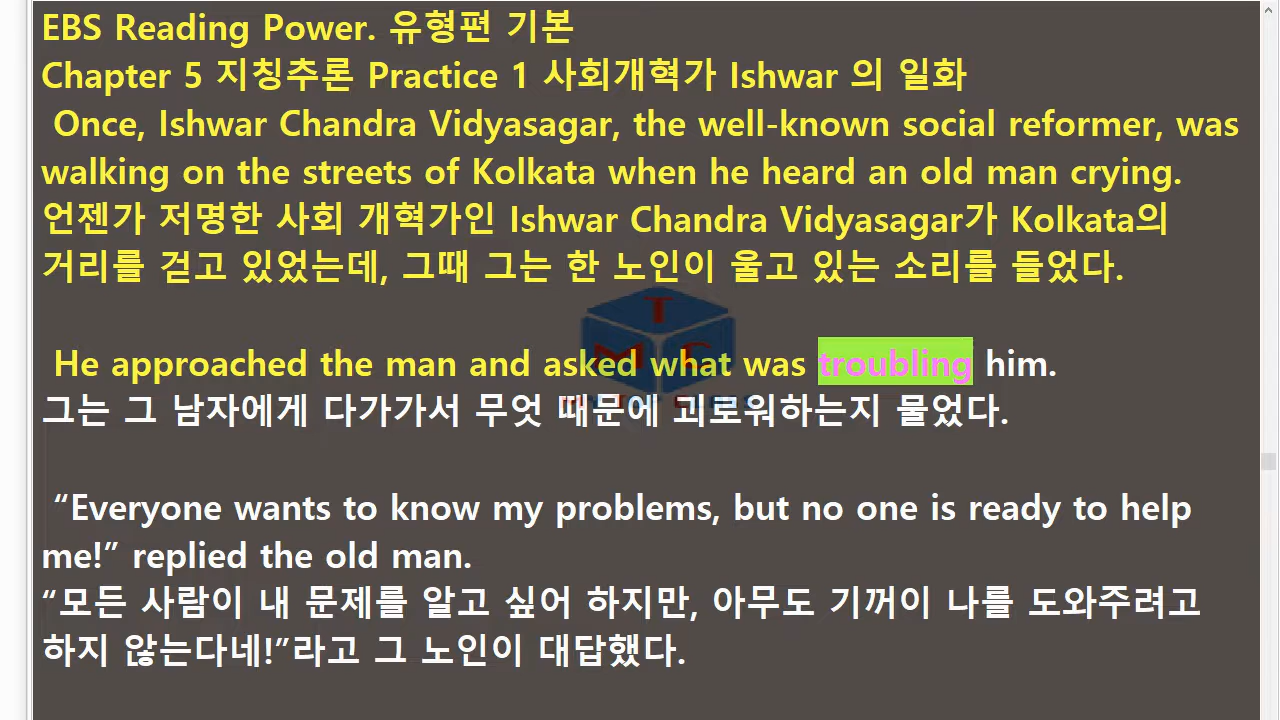 EBS Reading Power. 유형편 기본
Chapter 5 지칭추론 Practice 1 사회개혁가 Ishwar 의 일화
Once, Ishwar Chandra Vidyasagar, the well-known social reformer, was
walking on the streets of Kolkata when he heard an old man crying.
언젠가 저명한 사회 개혁가인 Ishwar Chandra Vidyasagar가 Kolkata의
거리를 걷고 있었는데, 그때 그는 한 노인이 울고 있는 소리를 들었다.
He approached the man and asked what was troubling him.
그는 그 남자에게 다가가서 무엇 때문에 괴로워하는지 물었다.
“Everyone wants to know my problems, but no one is ready to help
me!” replied the old man.
“모든 사람이 내 문제를 알고 싶어 하지만, 아무도 기꺼이 나를 도와주려고
하지 않는다네!”라고 그 노인이 대답했다.